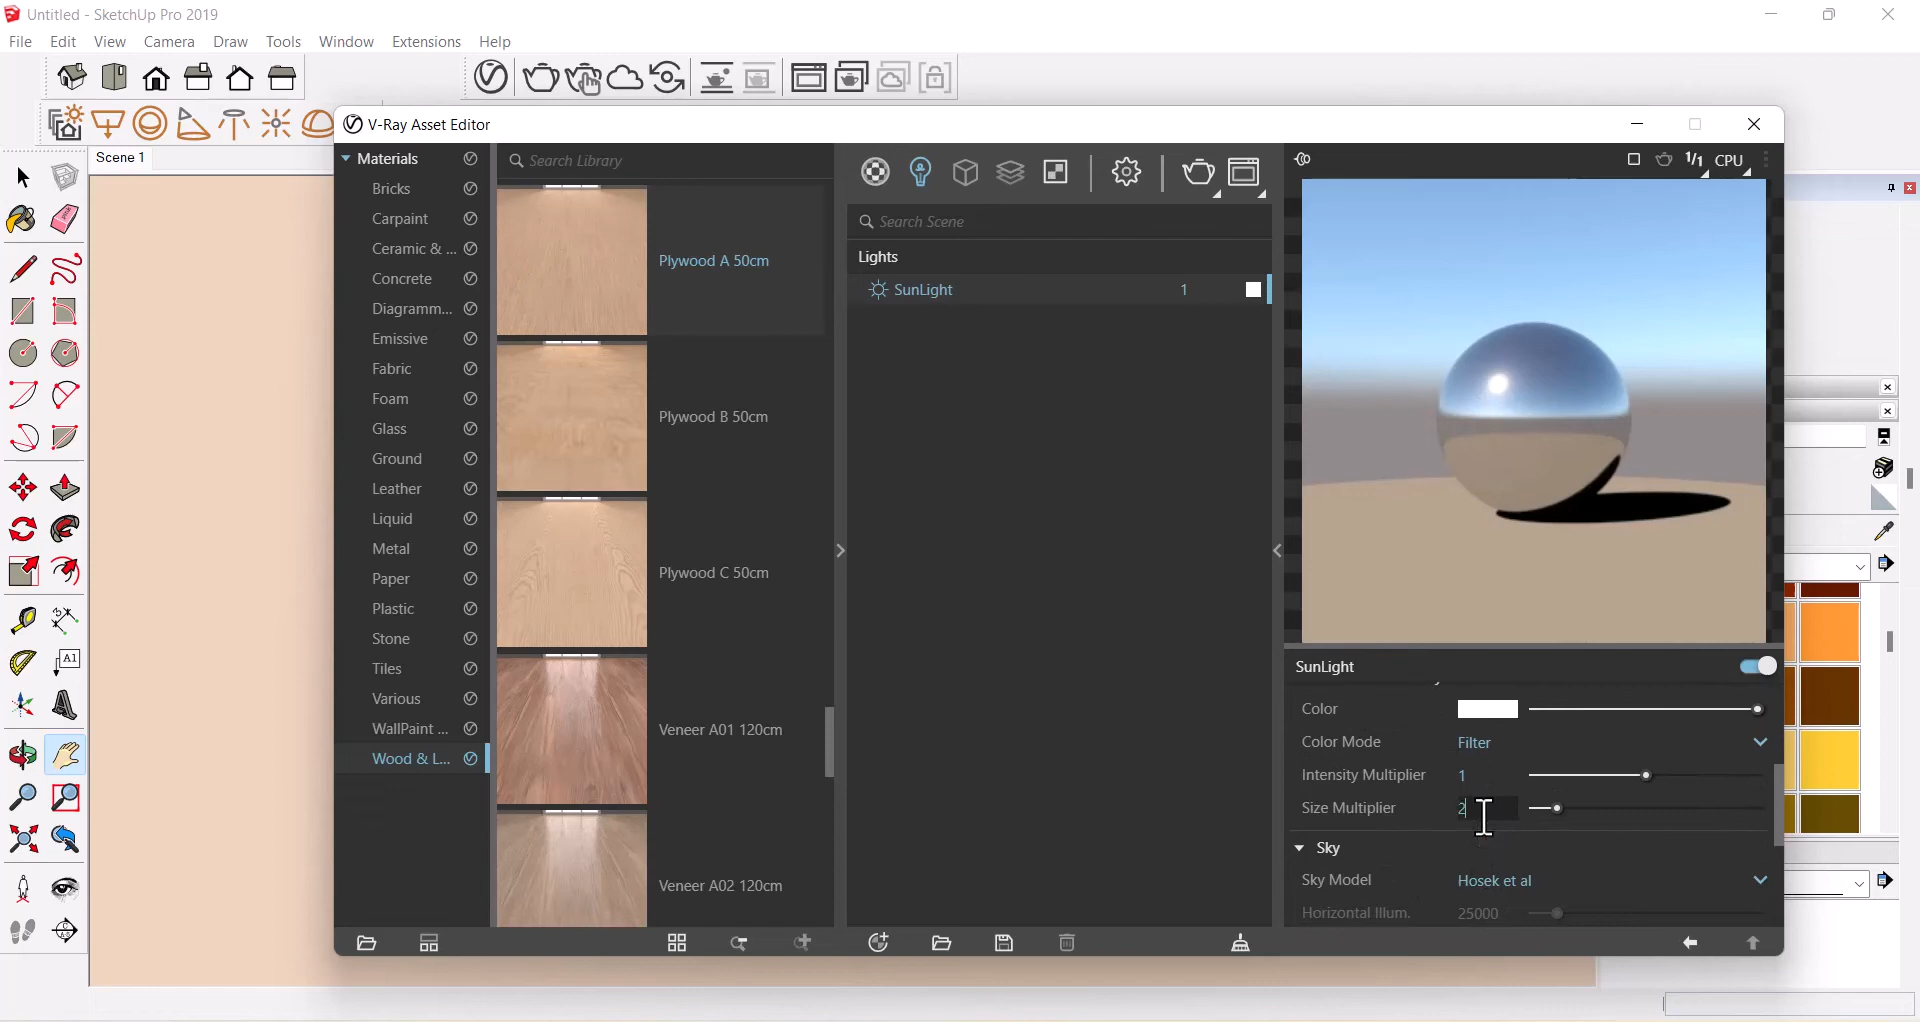 Untitled - SketchUp Pro 2019
File Edit View Camera Draw Tools Window Extensions Help
Scene 1
V-Ray Asset Editor
Materials
Bricks
Carpaint
Ceramic & ...
Concrete
Diagramm...
Emissive
Fabric
Foam
Glass
Ground
Leather
Liquid
Metal
Paper
Plastic
Stone
Tiles
Various
WallPaint ...
Wood & L...
Search Library
Plywood A 50cm
Plywood B 50cm
Plywood C 50cm
Veneer A01 120cm
Veneer A02 120cm
Search Scene
Lights
SunLight 1
1/1 CPU
SunLight
Color
Color Mode Filter
Intensity Multiplier 1
Size Multiplier 2
Sky
Sky Model Hosek et al
Horizontal Illum. 25000
A1